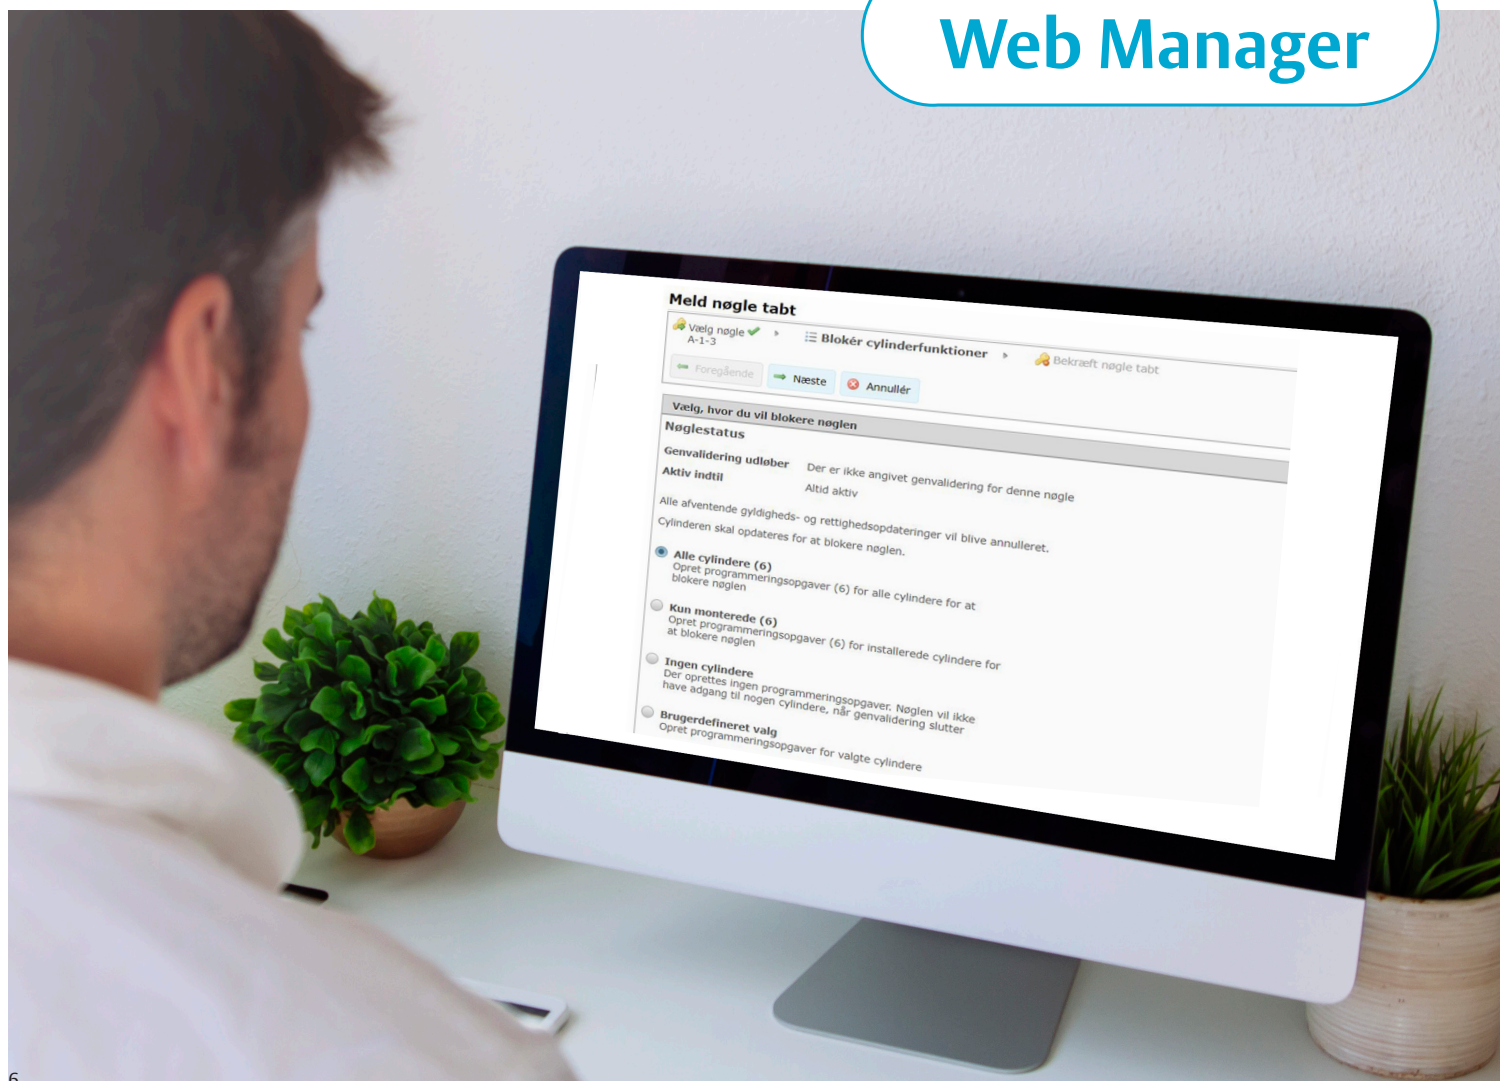 Web Manager
Meld nøgle tabt
Vælg nøgle
A-1-3
Blokér cylinderfunktioner
Bekræft nøgle tabt
Foregående
Næste
Annullér
Vælg, hvor du vil blokere nøglen
Nøglestatus
Genvalidering udløber Der er ikke angivet genvalidering for denne nøgle
Aktiv indtil Altid aktiv
Alle afventende gyldigheds- og rettighedsopdateringer vil blive annulleret.
Cylinderen skal opdateres for at blokere nøglen.
Alle cylindere (6)
Opret programmeringsopgaver (6) for alle cylindere for at
blokere nøglen
Kun monterede (6)
Opret programmeringsopgaver (6) for installerede cylindere for
at blokere nøglen
Ingen cylindere
Der oprettes ingen programmeringsopgaver. Nøglen vil ikke
have adgang til nogen cylindere, når genvalidering slutter
Brugerdefineret valg
Opret programmeringsopgaver for valgte cylindere
6